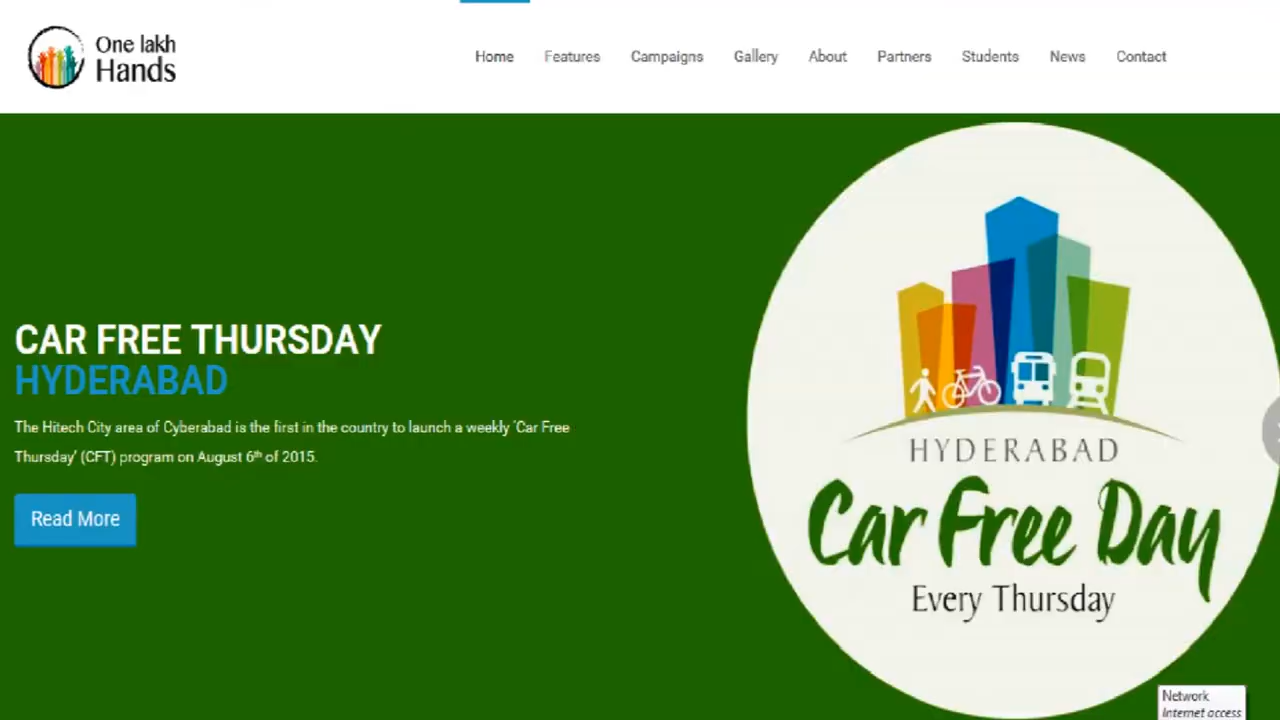 One lakh
Hands
Home Features Campaigns Gallery About Partners Students News Contact
CAR FREE THURSDAY
HYDERABAD
The Hitech City area of Cyberabad is the first in the country to launch a weekly 'Car Free
Thursday' (CFT) program on August 6th of 2015.
Read More
HYDERABAD
Car Free Day
Every Thursday
Network
Internet access